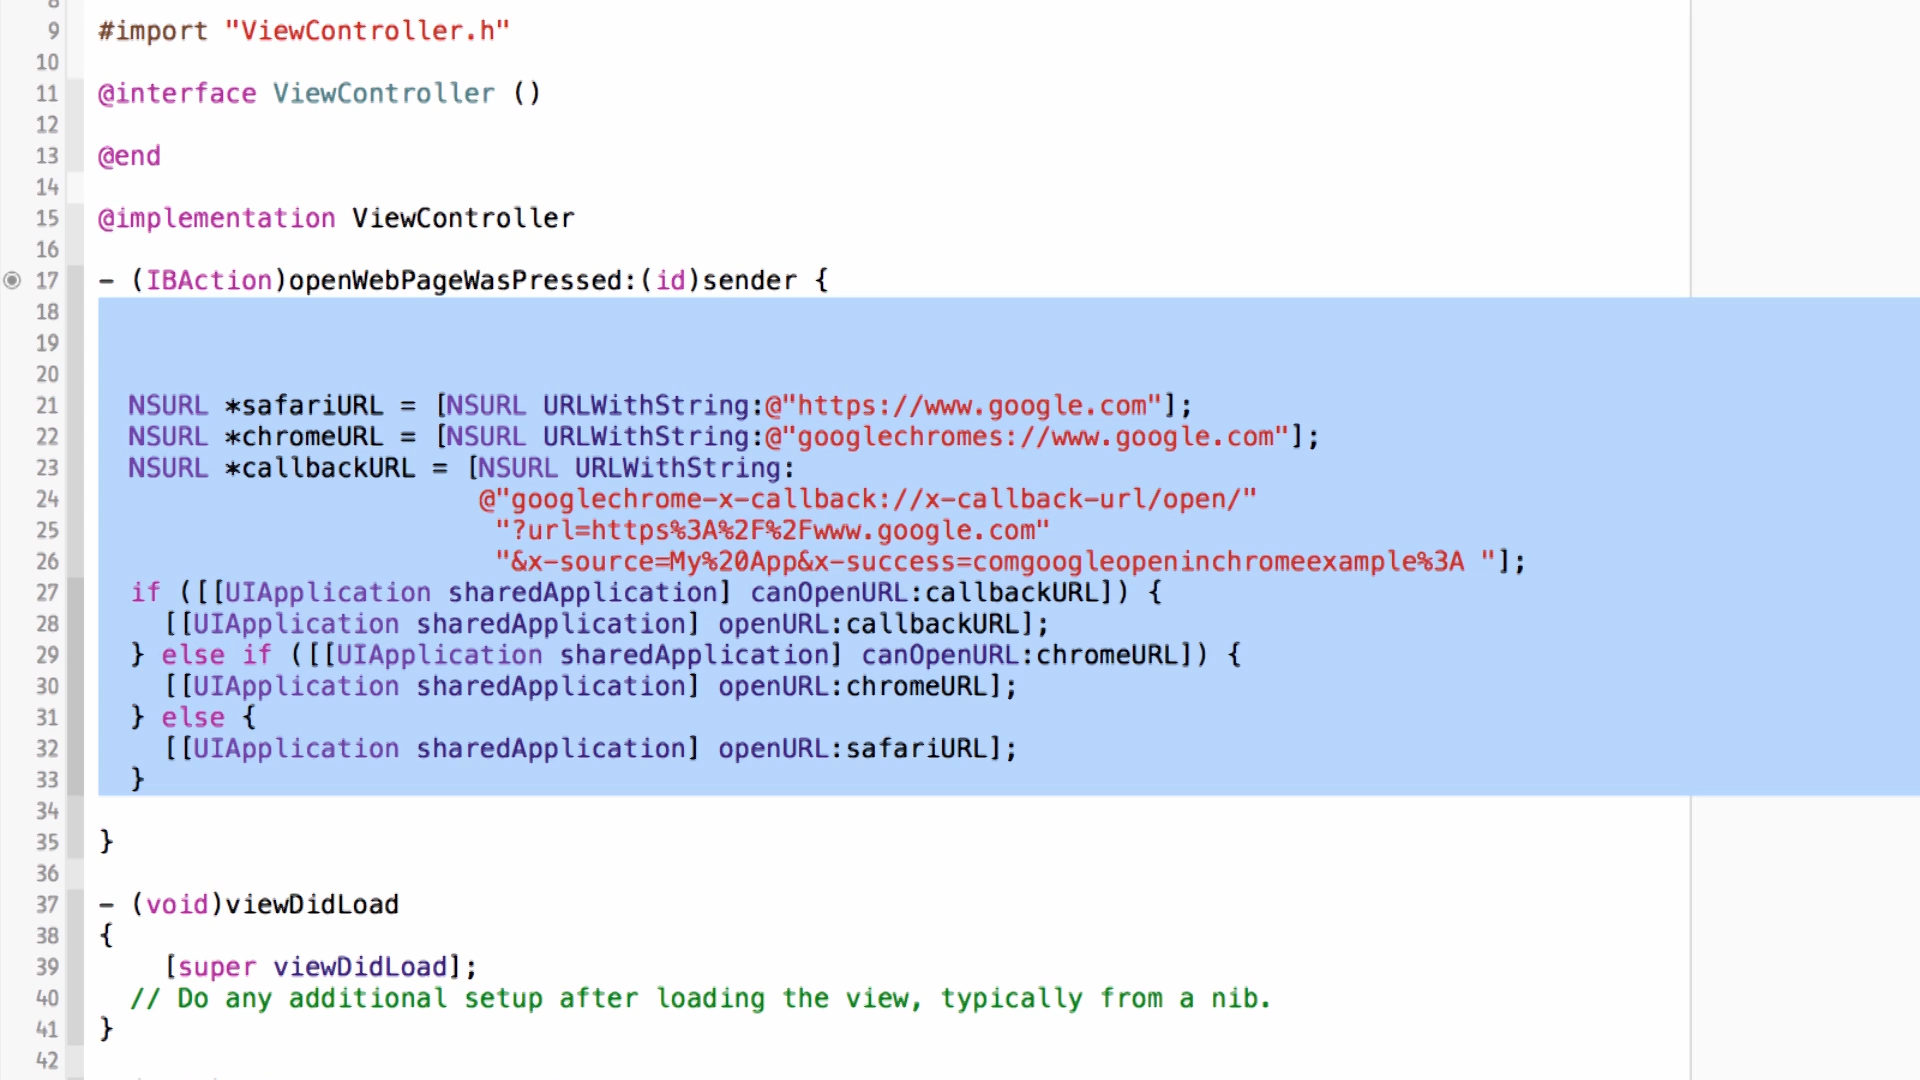 8
9 #import "ViewController.h"
10
11 @interface ViewController ()
12
13 @end
14
15 @implementation ViewController
16
17 - (IBAction)openWebPageWasPressed:(id)sender {
18
19
20
21 NSURL *safariURL = [NSURL URLWithString:@"https://www.google.com"];
22 NSURL *chromeURL = [NSURL URLWithString:@"googlechromes://www.google.com"];
23 NSURL *callbackURL = [NSURL URLWithString:
24 @"googlechrome-x-callback://x-callback-url/open/"
25 "?url=https%3A%2F%2Fwww.google.com"
26 "&x-source=My%20App&x-success=comgoogleopeninchromeexample%3A "];
27 if ([[UIApplication sharedApplication] canOpenURL:callbackURL]) {
28 [[UIApplication sharedApplication] openURL:callbackURL];
29 } else if ([[UIApplication sharedApplication] canOpenURL:chromeURL]) {
30 [[UIApplication sharedApplication] openURL:chromeURL];
31 } else {
32 [[UIApplication sharedApplication] openURL:safariURL];
33 }
34
35 }
36
37 - (void)viewDidLoad
38 {
39 [super viewDidLoad];
40 // Do any additional setup after loading the view, typically from a nib.
41 }
42